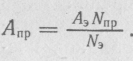 Aпр = AэNпр / Nэ.